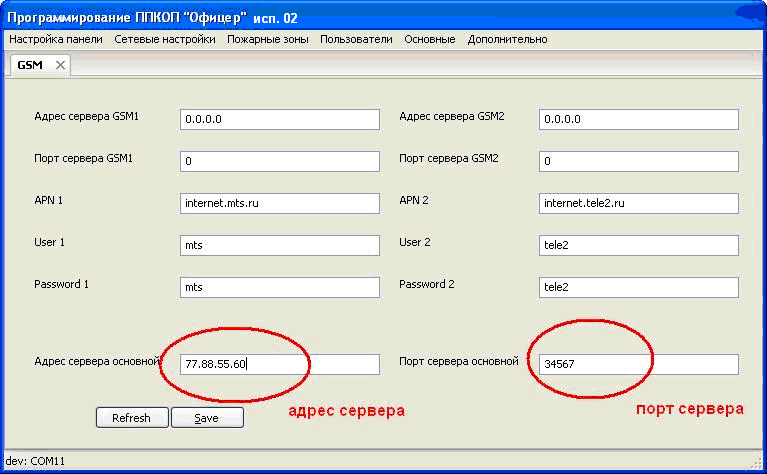 Программирование ППКОП "Офицер" исп. 02
Настройка панели Сетевые настройки Пожарные зоны Пользователи Основные Дополнительно
GSM
Адрес сервера GSM1 0.0.0.0 Адрес сервера GSM2 0.0.0.0
Порт сервера GSM1 0 Порт сервера GSM2 0
APN 1 internet.mts.ru APN 2 internet.tele2.ru
User 1 mts User 2 tele2
Password 1 mts Password 2 tele2
Адрес сервера основной 77.88.55.60 Порт сервера основной 34567
адрес сервера порт сервера
Refresh Save
dev: COM11